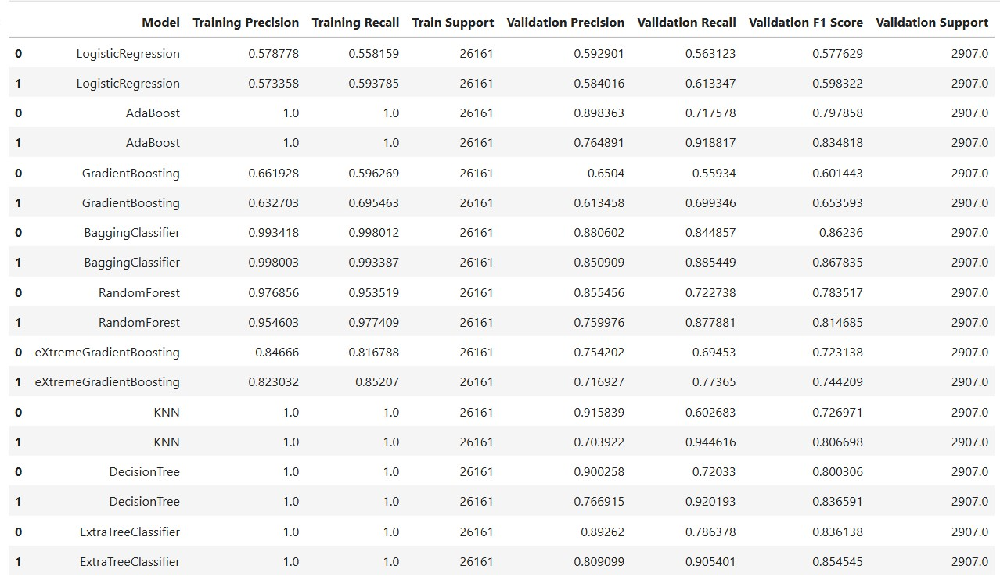 Model Training Precision Training Recall Train Support Validation Precision Validation Recall Validation F1 Score Validation Support
0 LogisticRegression 0.578778 0.558159 26161 0.592901 0.563123 0.577629 2907.0
1 LogisticRegression 0.573358 0.593785 26161 0.584016 0.613347 0.598322 2907.0
0 AdaBoost 1.0 1.0 26161 0.898363 0.717578 0.797858 2907.0
1 AdaBoost 1.0 1.0 26161 0.764891 0.918817 0.834818 2907.0
0 GradientBoosting 0.661928 0.596269 26161 0.6504 0.55934 0.601443 2907.0
1 GradientBoosting 0.632703 0.695463 26161 0.613458 0.699346 0.653593 2907.0
0 BaggingClassifier 0.993418 0.998012 26161 0.880602 0.844857 0.86236 2907.0
1 BaggingClassifier 0.998003 0.993387 26161 0.850909 0.885449 0.867835 2907.0
0 RandomForest 0.976856 0.953519 26161 0.855456 0.722738 0.783517 2907.0
1 RandomForest 0.954603 0.977409 26161 0.759976 0.877881 0.814685 2907.0
0 eXtremeGradientBoosting 0.84666 0.816788 26161 0.754202 0.69453 0.723138 2907.0
1 eXtremeGradientBoosting 0.823032 0.85207 26161 0.716927 0.77365 0.744209 2907.0
0 KNN 1.0 1.0 26161 0.915839 0.602683 0.726971 2907.0
1 KNN 1.0 1.0 26161 0.703922 0.944616 0.806698 2907.0
0 DecisionTree 1.0 1.0 26161 0.900258 0.72033 0.800306 2907.0
1 DecisionTree 1.0 1.0 26161 0.766915 0.920193 0.836591 2907.0
0 ExtraTreeClassifier 1.0 1.0 26161 0.89262 0.786378 0.836138 2907.0
1 ExtraTreeClassifier 1.0 1.0 26161 0.809099 0.905401 0.854545 2907.0